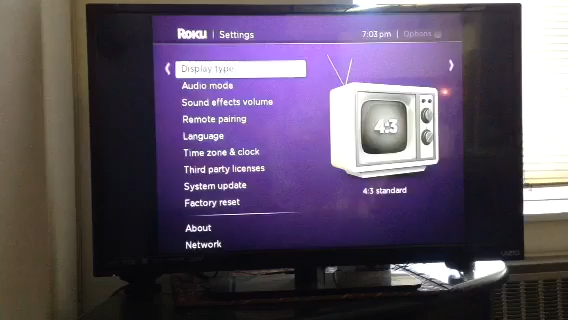 Roku | Settings
7:03 pm | Options
Display type
Audio mode
Sound effects volume
Remote pairing
Language
Time zone & clock
Third party licenses
System update
Factory reset
About
Network
4:3
4:3 standard
VIZIO